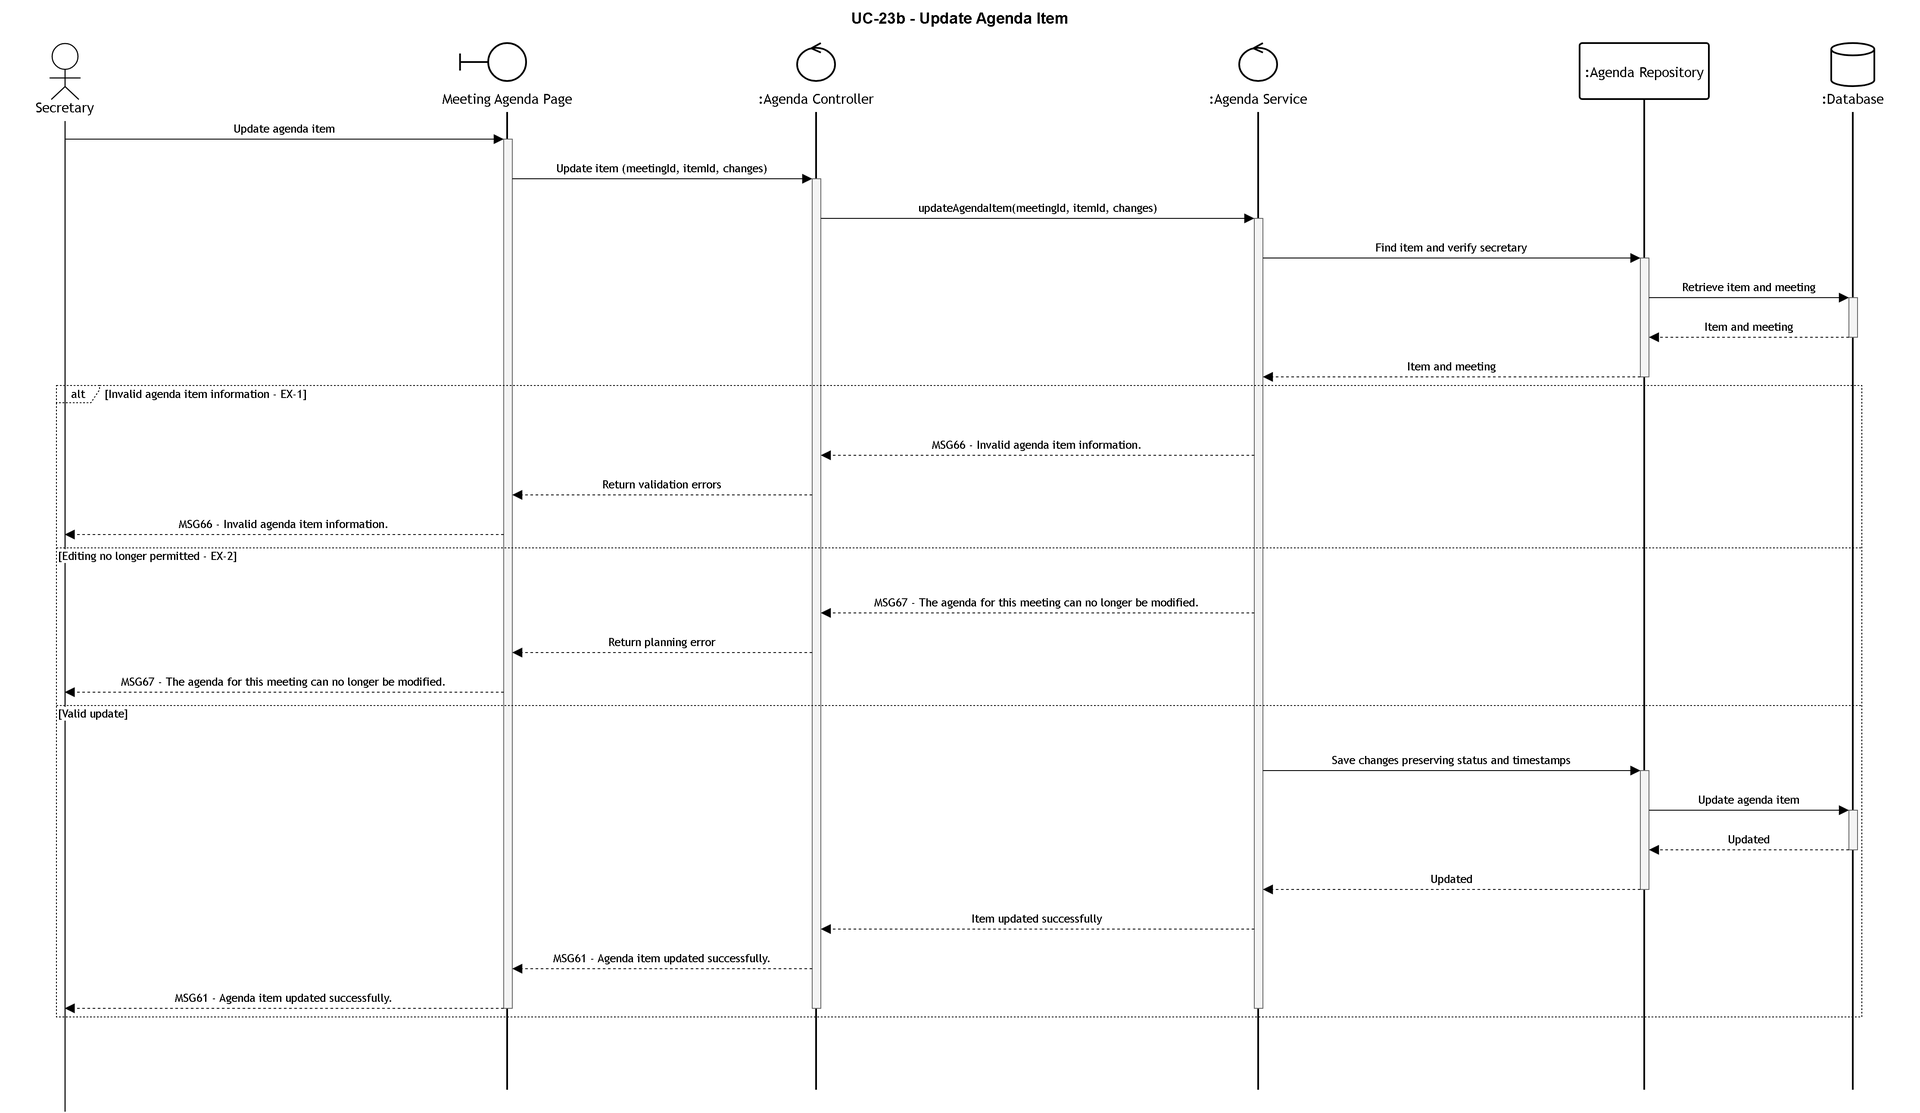 UC-23b - Update Agenda Item
Secretary
Meeting Agenda Page
:Agenda Controller
:Agenda Service
:Agenda Repository
:Database
Update agenda item
Update item (meetingId, itemId, changes)
updateAgendaItem(meetingId, itemId, changes)
Find item and verify secretary
Retrieve item and meeting
Item and meeting
Item and meeting
alt
[Invalid agenda item information - EX-1]
MSG66 - Invalid agenda item information.
Return validation errors
MSG66 - Invalid agenda item information.
[Editing no longer permitted - EX-2]
MSG67 - The agenda for this meeting can no longer be modified.
Return planning error
MSG67 - The agenda for this meeting can no longer be modified.
[Valid update]
Save changes preserving status and timestamps
Update agenda item
Updated
Updated
Item updated successfully
MSG61 - Agenda item updated successfully.
MSG61 - Agenda item updated successfully.